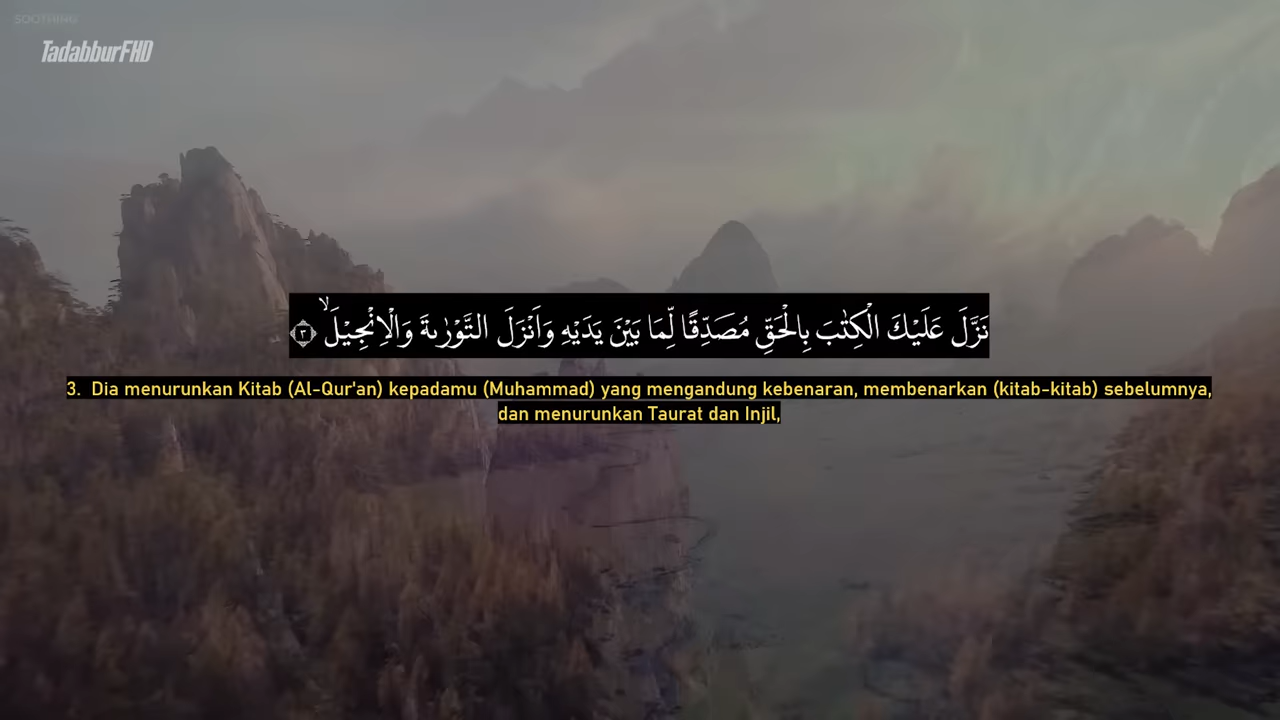 SOOTHING
TadabburFHD
نَزَّلَ عَلَيْكَ الْكِتٰبَ بِالْحَقِّ مُصَدِّقًا لِّمَا بَيْنَ يَدَيْهِ وَاَنْزَلَ التَّوْرٰىةَ وَالْاِنْجِيْلَۙ ٣
3. Dia menurunkan Kitab (Al-Qur'an) kepadamu (Muhammad) yang mengandung kebenaran, membenarkan (kitab-kitab) sebelumnya,
dan menurunkan Taurat dan Injil,